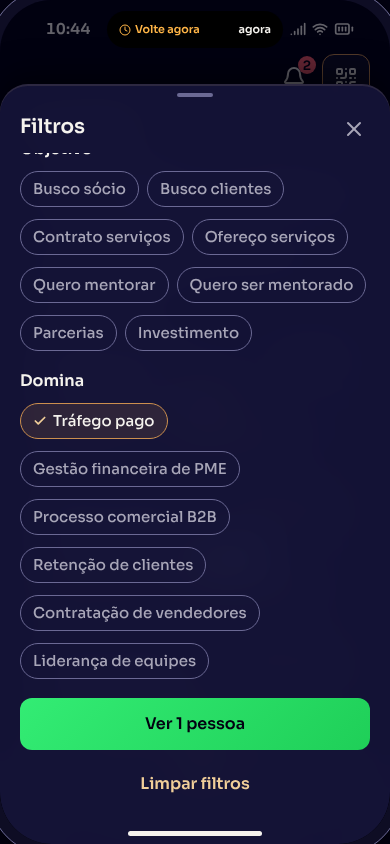 10:44
Volte agora
agora
2
Filtros
Objetivo
Busco sócio
Busco clientes
Contrato serviços
Ofereço serviços
Quero mentorar
Quero ser mentorado
Parcerias
Investimento
Domina
Tráfego pago
Gestão financeira de PME
Processo comercial B2B
Retenção de clientes
Contratação de vendedores
Liderança de equipes
Ver 1 pessoa
Limpar filtros